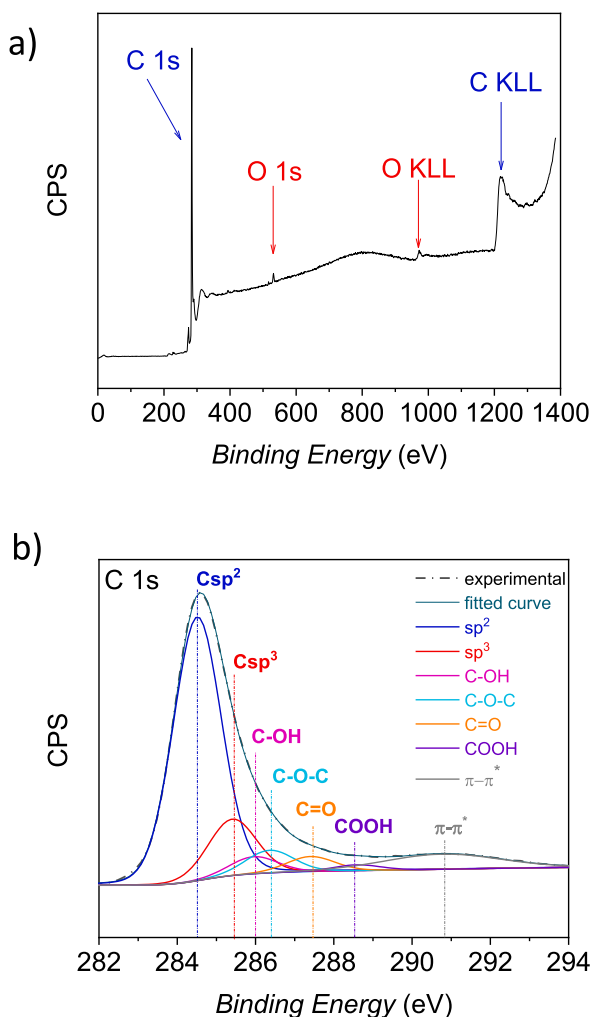 a)
C 1s
C KLL
O 1s
O KLL
CPS
0 200 400 600 800 1000 1200 1400
Binding Energy (eV)
b)
C 1s
Csp²
experimental
fitted curve
sp²
sp³
C-OH
C-O-C
C=O
COOH
π–π*
Csp³
C-OH
C-O-C
C=O
COOH
π-π*
CPS
282 284 286 288 290 292 294
Binding Energy (eV)